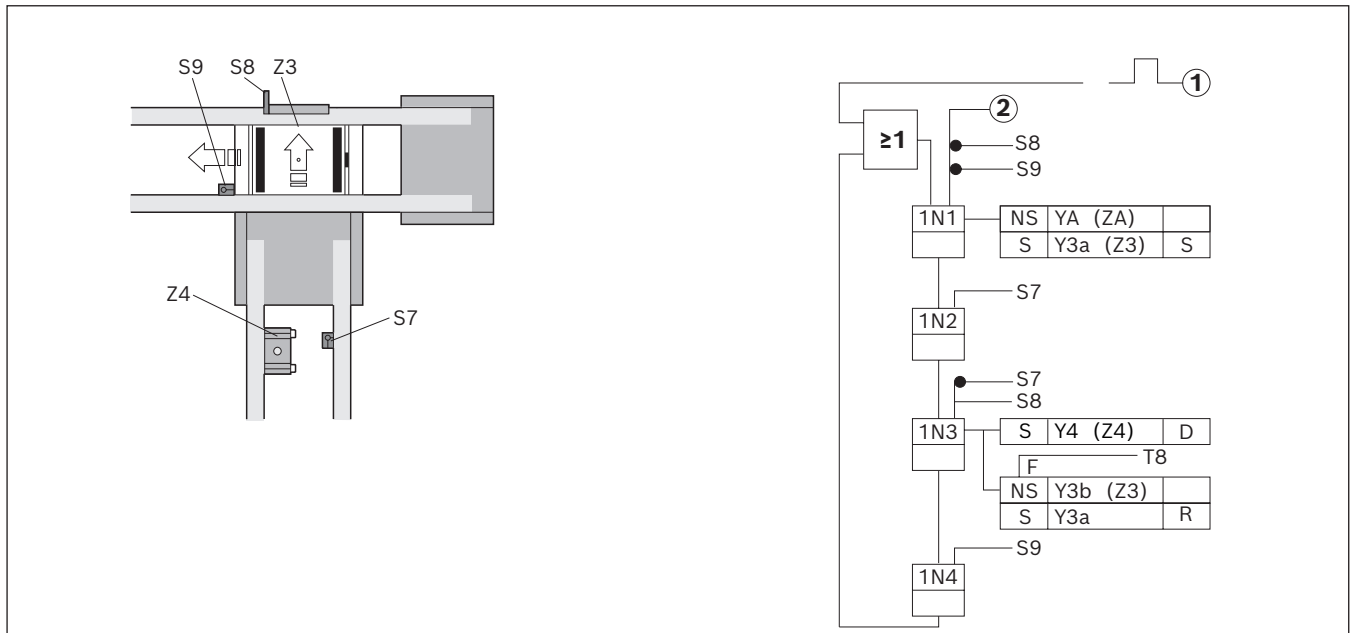 S9 S8 Z3
Z4
S7
1
≥1
2
S8
S9
1N1
NS YA (ZA)
S Y3a (Z3) S
S7
1N2
S7
S8
1N3
S Y4 (Z4) D
T8
F
NS Y3b (Z3)
S Y3a R
S9
1N4